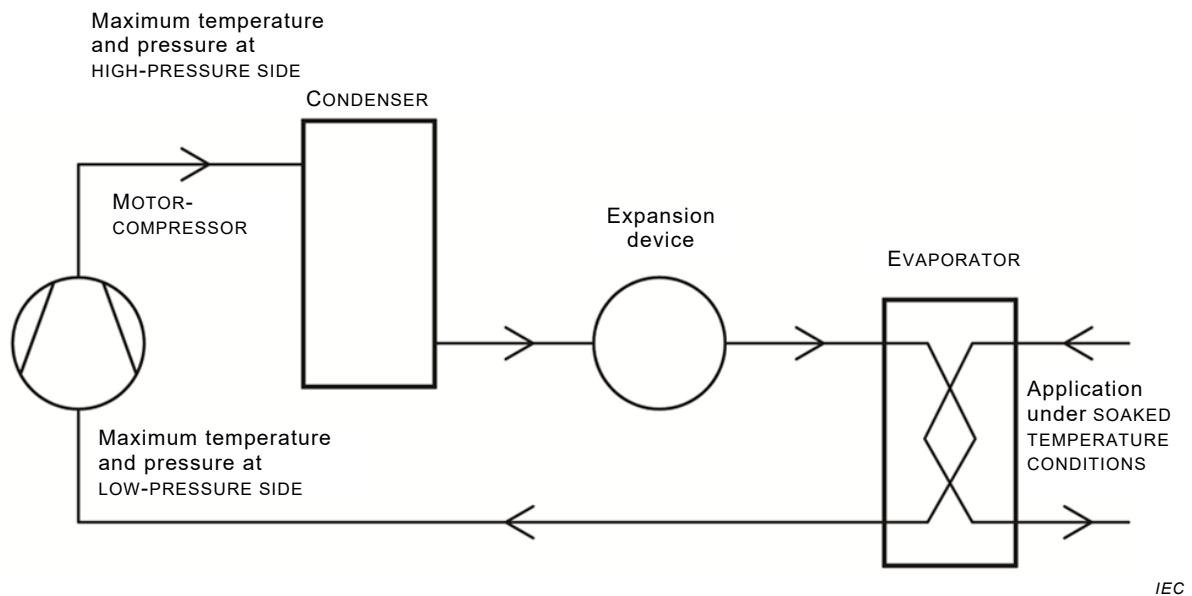 Maximum temperature
and pressure at
HIGH-PRESSURE SIDE
CONDENSER
MOTOR-
COMPRESSOR
Expansion
device
EVAPORATOR
Application
under SOAKED
TEMPERATURE
CONDITIONS
Maximum temperature
and pressure at
LOW-PRESSURE SIDE
IEC